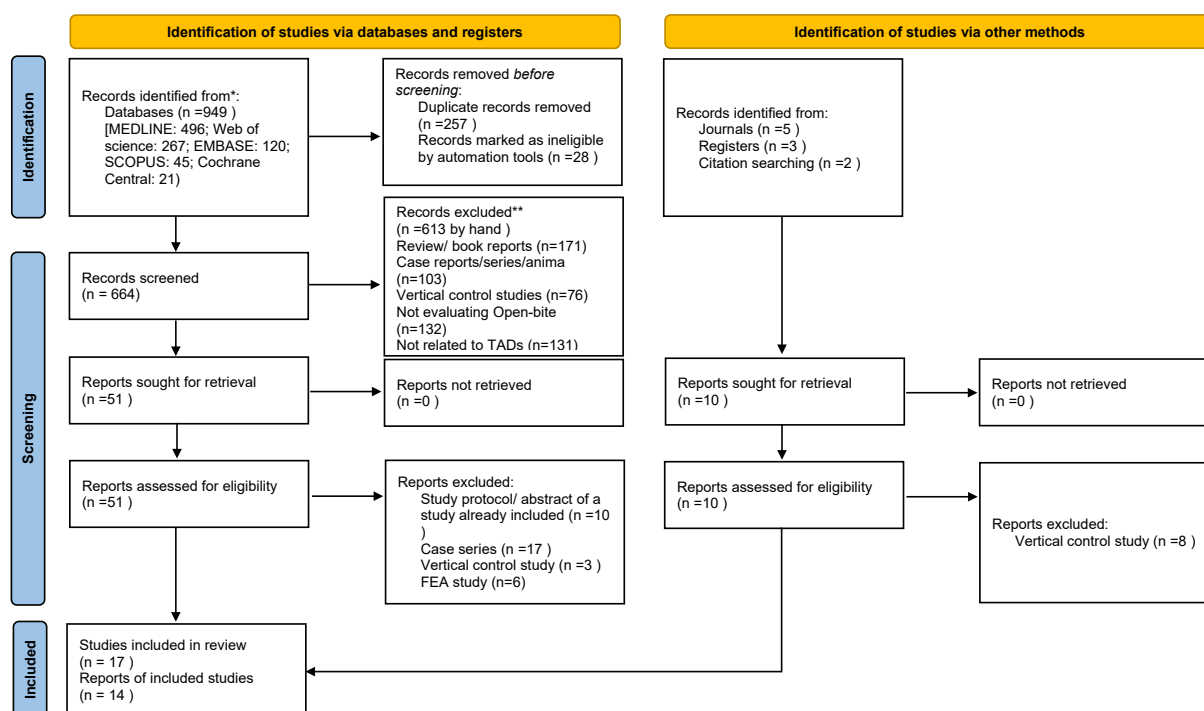 Identification of studies via databases and registers
Identification of studies via other methods
Identification
Records identified from*:
Databases (n =949 )
[MEDLINE: 496; Web of
science: 267; EMBASE: 120;
SCOPUS: 45; Cochrane
Central: 21)
Records removed before
screening:
Duplicate records removed
(n =257 )
Records marked as ineligible
by automation tools (n =28 )
Records identified from:
Journals (n =5 )
Registers (n =3 )
Citation searching (n =2 )
Screening
Records screened
(n = 664)
Records excluded**
(n =613 by hand )
Review/ book reports (n=171)
Case reports/series/anima
(n=103)
Vertical control studies (n=76)
Not evaluating Open-bite
(n=132)
Not related to TADs (n=131)
Reports sought for retrieval
(n =51 )
Reports not retrieved
(n =0 )
Reports sought for retrieval
(n =10 )
Reports not retrieved
(n =0 )
Reports assessed for eligibility
(n =51 )
Reports excluded:
Study protocol/ abstract of a
study already included (n =10
)
Case series (n =17 )
Vertical control study (n =3 )
FEA study (n=6)
Reports assessed for eligibility
(n =10 )
Reports excluded:
Vertical control study (n =8 )
Included
Studies included in review
(n = 17 )
Reports of included studies
(n = 14 )